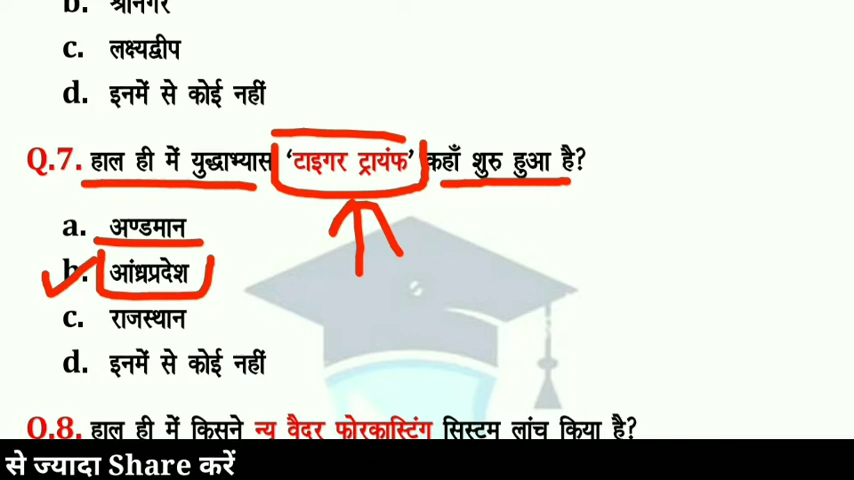 b. श्रीनगर
c. लक्ष्यद्वीप
d. इनमें से कोई नहीं
Q.7. हाल ही में युद्धाभ्यास ‘टाइगर ट्रायंफ’ कहाँ शुरु हुआ है?
a. अण्डमान
b. आंध्रप्रदेश
c. राजस्थान
d. इनमें से कोई नहीं
Q.8. हाल ही में किसने न्यू वैदर फोरकास्टिंग सिस्टम लांच किया है?
से ज्यादा Share करें